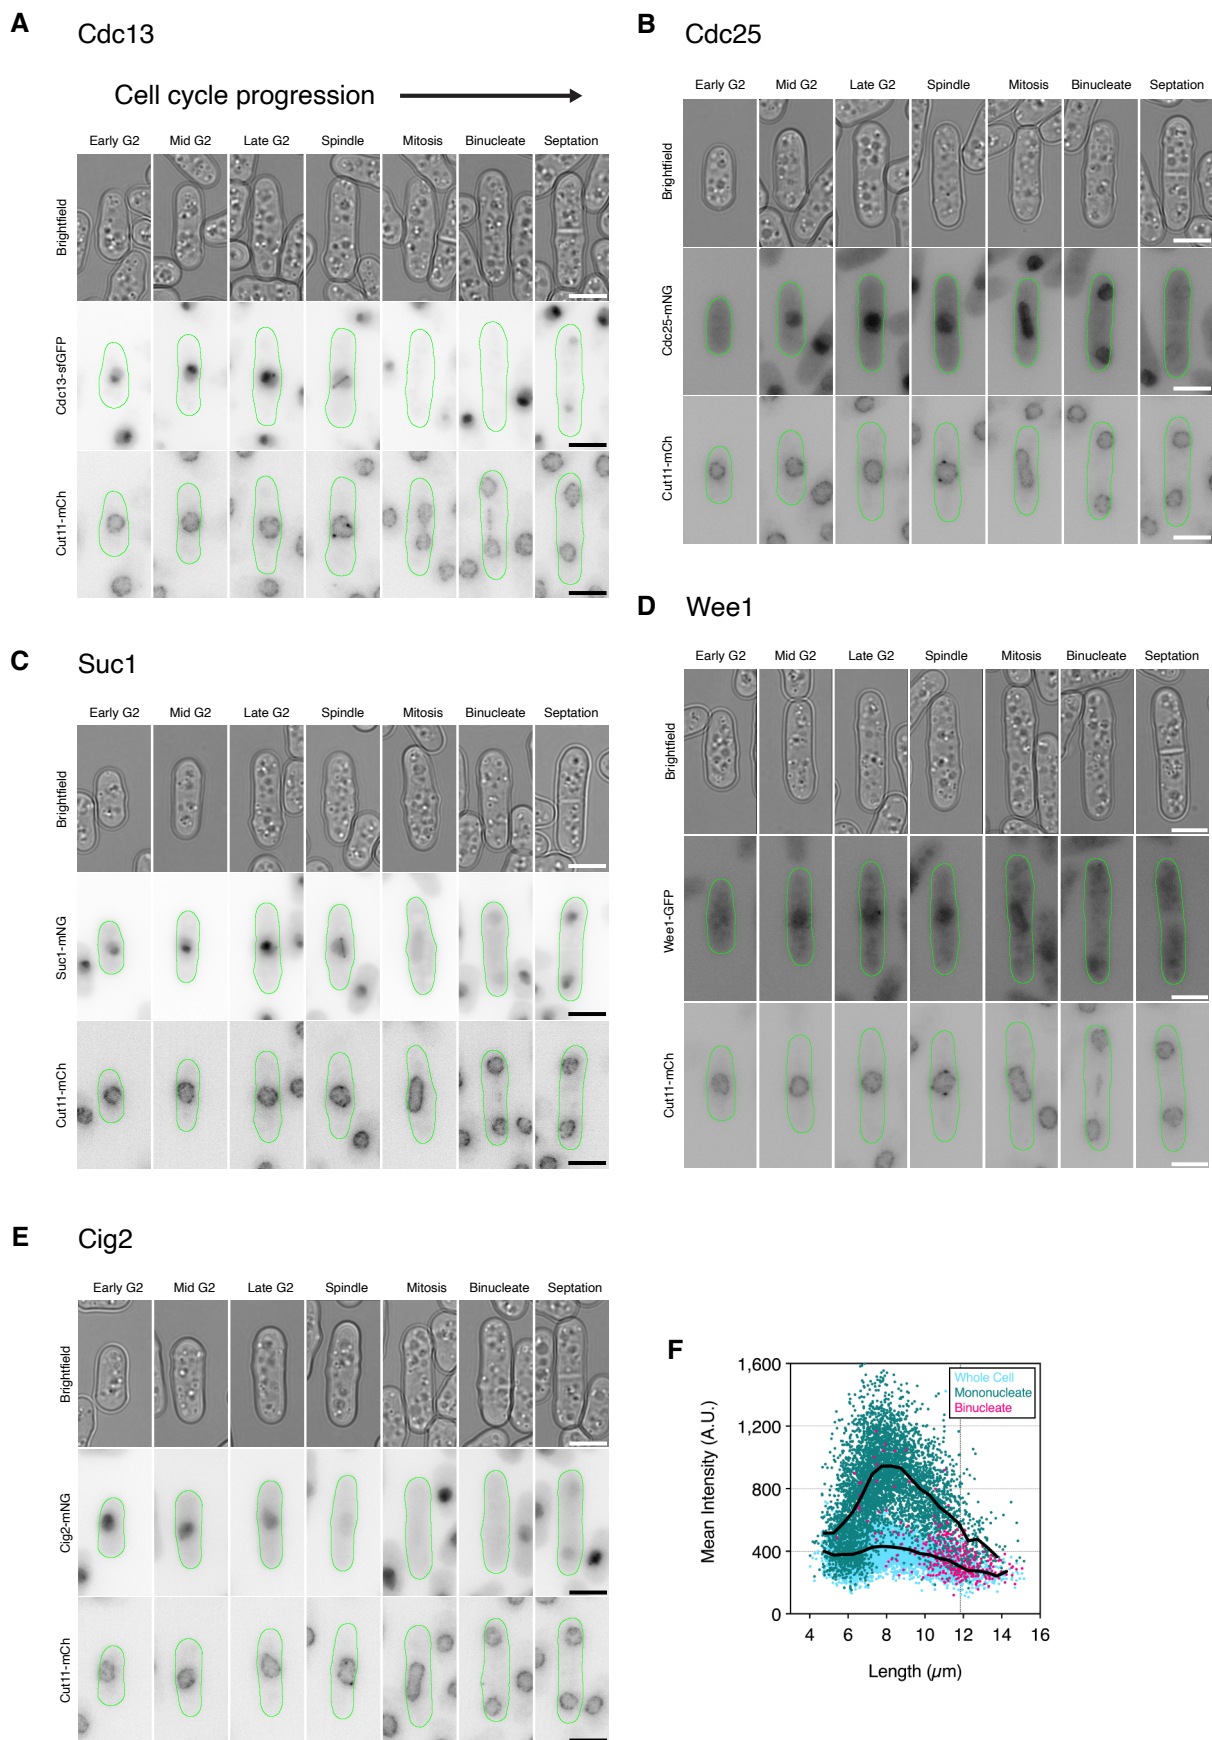 A Cdc13
Cell cycle progression
Early G2 Mid G2 Late G2 Spindle Mitosis Binucleate Septation
Brightfield
Cdc13-sfGFP
Cut11-mCh
B Cdc25
Early G2 Mid G2 Late G2 Spindle Mitosis Binucleate Septation
Brightfield
Cdc25-mNG
Cut11-mCh
C Suc1
Early G2 Mid G2 Late G2 Spindle Mitosis Binucleate Septation
Brightfield
Suc1-mNG
Cut11-mCh
D Wee1
Early G2 Mid G2 Late G2 Spindle Mitosis Binucleate Septation
Brightfield
Wee1-GFP
Cut11-mCh
E Cig2
Early G2 Mid G2 Late G2 Spindle Mitosis Binucleate Septation
Brightfield
Cig2-mNG
Cut11-mCh
F
Mean Intensity (A.U.)
1,600
1,200
800
400
0
Whole Cell
Mononucleate
Binucleate
4 6 8 10 12 14 16
Length (μm)